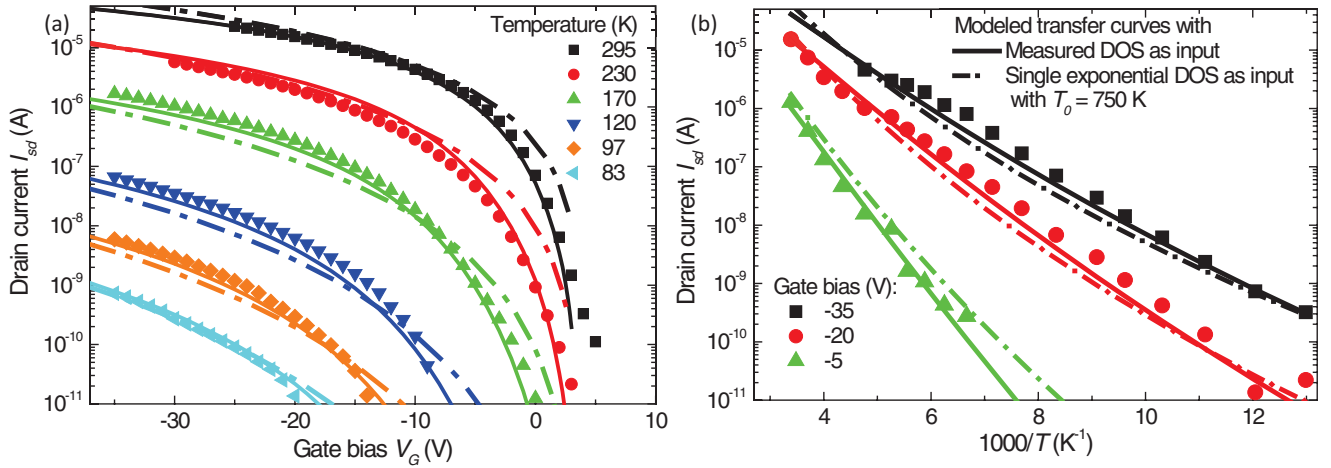 (a)
Drain current I_sd (A)
10⁻⁵
10⁻⁶
10⁻⁷
10⁻⁸
10⁻⁹
10⁻¹⁰
10⁻¹¹
Temperature (K)
295
230
170
120
97
83
-30
-20
-10
0
10
Gate bias V_G (V)
(b)
Drain current I_sd (A)
10⁻⁵
10⁻⁶
10⁻⁷
10⁻⁸
10⁻⁹
10⁻¹⁰
10⁻¹¹
Modeled transfer curves with
Measured DOS as input
Single exponential DOS as input
with T₀ = 750 K
Gate bias (V):
-35
-20
-5
4
6
8
10
12
1000/T (K⁻¹)